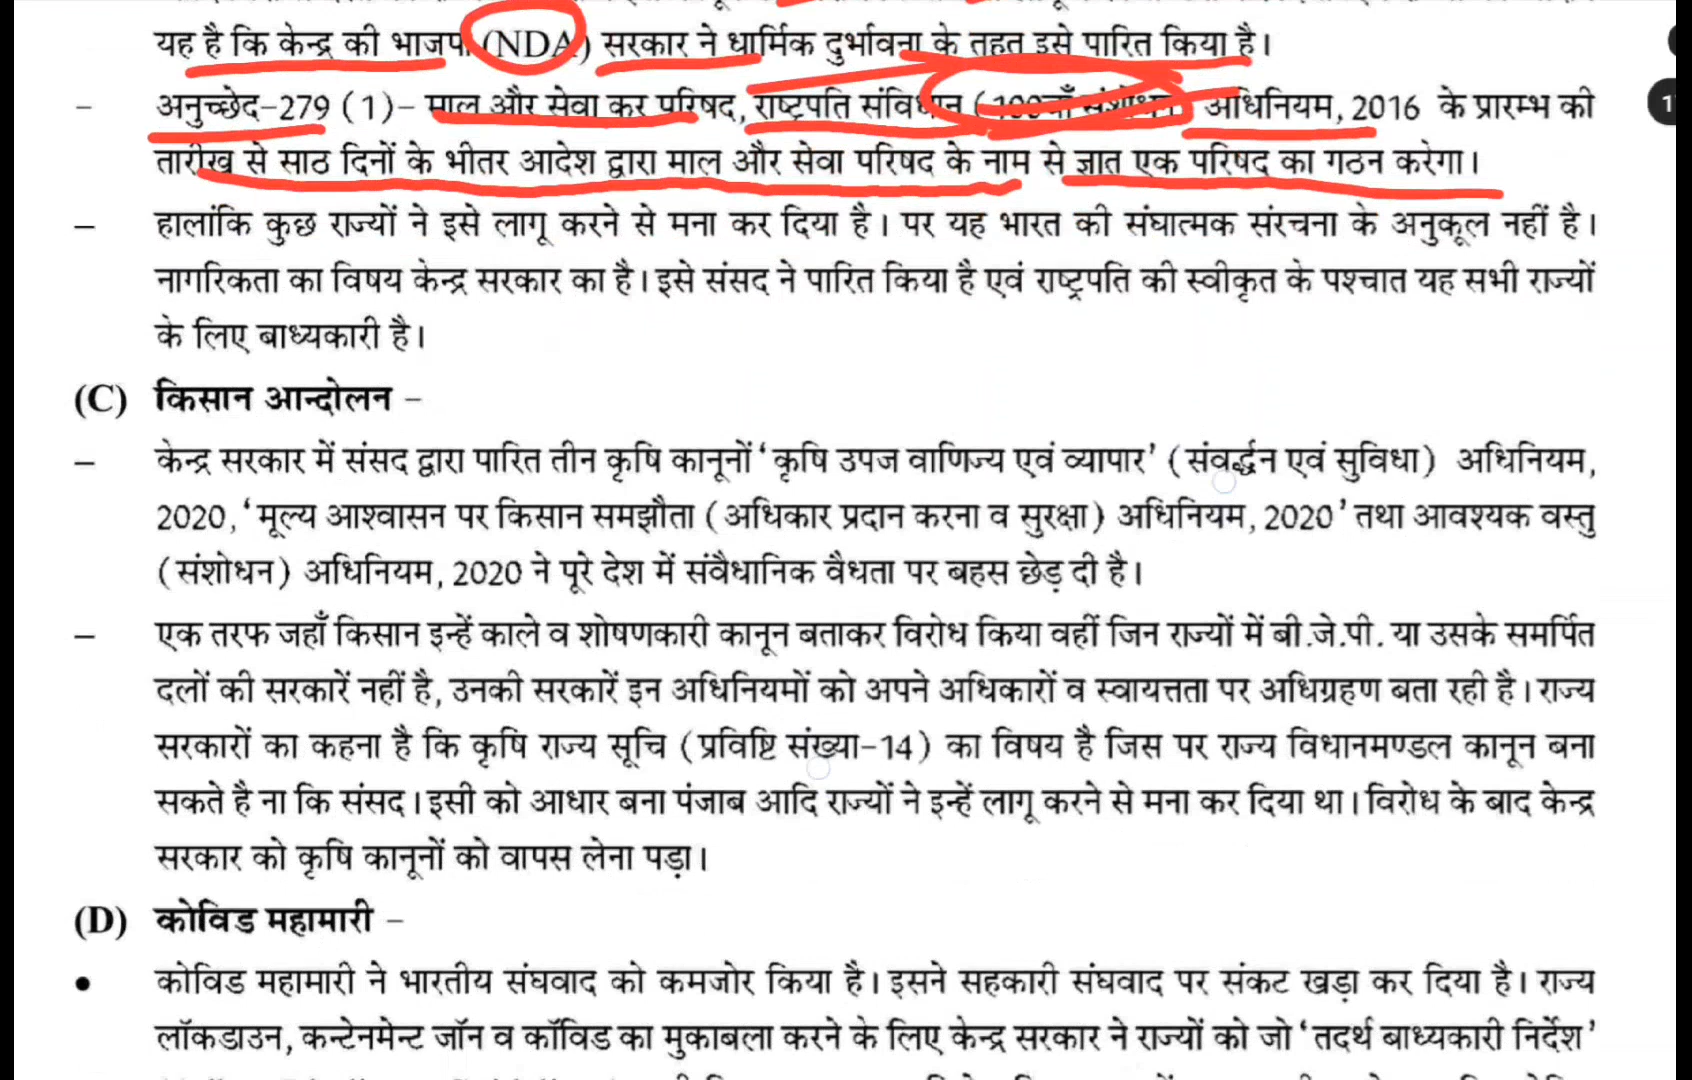 यह है कि केन्द्र की भाजपा (NDA) सरकार ने धार्मिक दुर्भावना के तहत इसे पारित किया है।
– अनुच्छेद-279 (1)- माल और सेवा कर परिषद, राष्ट्रपति संविधान (100वाँ संशोधन) अधिनियम, 2016 के प्रारम्भ की
तारीख से साठ दिनों के भीतर आदेश द्वारा माल और सेवा परिषद के नाम से ज्ञात एक परिषद का गठन करेगा।
– हालांकि कुछ राज्यों ने इसे लागू करने से मना कर दिया है। पर यह भारत की संघात्मक संरचना के अनुकूल नहीं है।
नागरिकता का विषय केन्द्र सरकार का है। इसे संसद ने पारित किया है एवं राष्ट्रपति की स्वीकृत के पश्चात यह सभी राज्यों
के लिए बाध्यकारी है।
(C) किसान आन्दोलन –
– केन्द्र सरकार में संसद द्वारा पारित तीन कृषि कानूनों ‘कृषि उपज वाणिज्य एवं व्यापार’ (संवर्द्धन एवं सुविधा) अधिनियम,
2020, ‘मूल्य आश्वासन पर किसान समझौता (अधिकार प्रदान करना व सुरक्षा) अधिनियम, 2020’ तथा आवश्यक वस्तु
(संशोधन) अधिनियम, 2020 ने पूरे देश में संवैधानिक वैधता पर बहस छेड़ दी है।
– एक तरफ जहाँ किसान इन्हें काले व शोषणकारी कानून बताकर विरोध किया वहीं जिन राज्यों में बी.जे.पी. या उसके समर्पित
दलों की सरकारें नहीं है, उनकी सरकारें इन अधिनियमों को अपने अधिकारों व स्वायत्तता पर अधिग्रहण बता रही है। राज्य
सरकारों का कहना है कि कृषि राज्य सूचि (प्रविष्टि संख्या-14) का विषय है जिस पर राज्य विधानमण्डल कानून बना
सकते है ना कि संसद। इसी को आधार बना पंजाब आदि राज्यों ने इन्हें लागू करने से मना कर दिया था। विरोध के बाद केन्द्र
सरकार को कृषि कानूनों को वापस लेना पड़ा।
(D) कोविड महामारी –
• कोविड महामारी ने भारतीय संघवाद को कमजोर किया है। इसने सहकारी संघवाद पर संकट खड़ा कर दिया है। राज्य
लॉकडाउन, कन्टेनमेन्ट जॉन व कॉविड का मुकाबला करने के लिए केन्द्र सरकार ने राज्यों को जो ‘तदर्थ बाध्यकारी निर्देश’